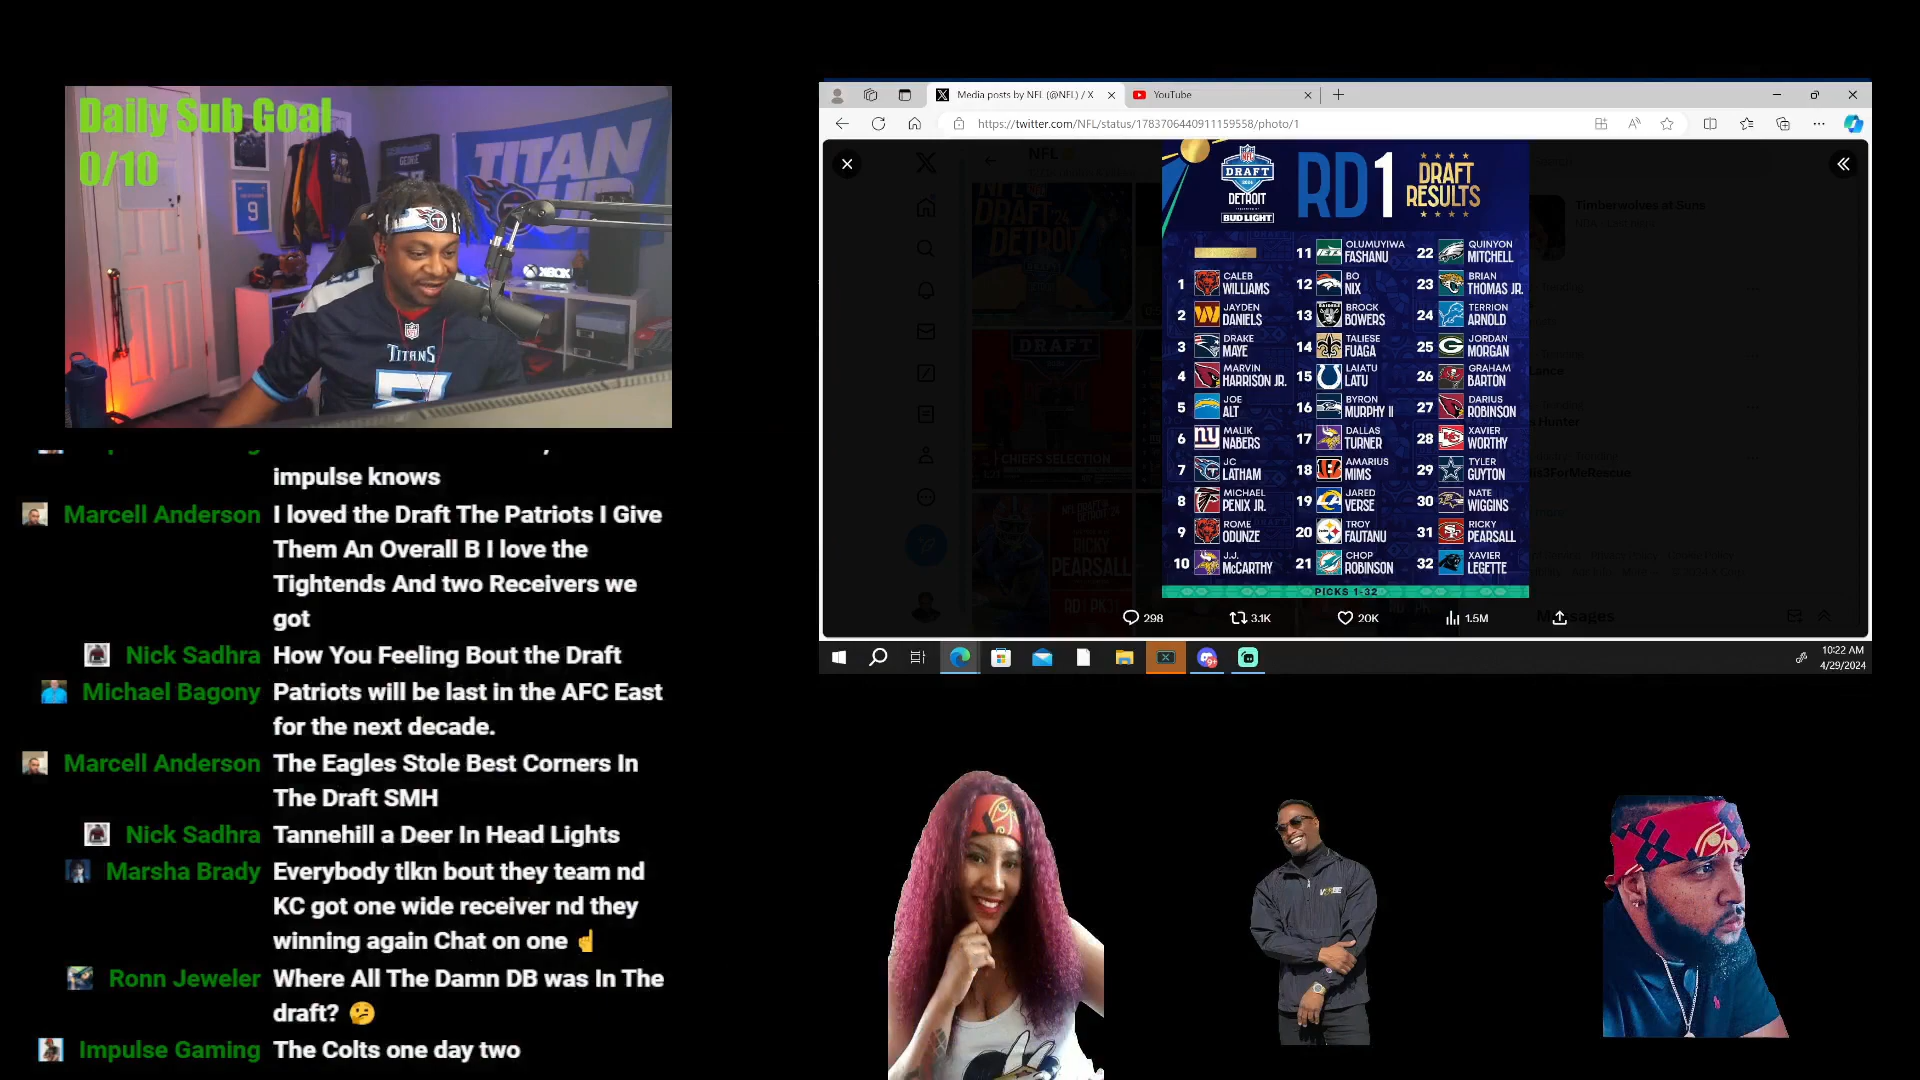 Daily Sub Goal
0/10
TITAN
XBOX
TITANS
impulse knows
Marcell Anderson I loved the Draft The Patriots I Give
Them An Overall B I love the
Tightends And two Receivers we
got
Nick Sadhra How You Feeling Bout the Draft
Michael Bagony Patriots will be last in the AFC East
for the next decade.
Marcell Anderson The Eagles Stole Best Corners In
The Draft SMH
Nick Sadhra Tannehill a Deer In Head Lights
Marsha Brady Everybody tlkn bout they team nd
KC got one wide receiver nd they
winning again Chat on one ☝
Ronn Jeweler Where All The Damn DB was In The
draft? 🤔
Impulse Gaming The Colts one day two
Media posts by NFL (@NFL) / X
YouTube
https://twitter.com/NFL/status/1783706440911159558/photo/1
NFL
DRAFT
DETROIT
BUD LIGHT
RD1
DRAFT
RESULTS
1 CALEB WILLIAMS
2 JAYDEN DANIELS
3 DRAKE MAYE
4 MARVIN HARRISON JR.
5 JOE ALT
6 MALIK NABERS
7 JC LATHAM
8 MICHAEL PENIX JR.
9 ROME ODUNZE
10 J.J. McCARTHY
11 OLUMUYIWA FASHANU
12 BO NIX
13 BROCK BOWERS
14 TALIESE FUAGA
15 LAIATU LATU
16 BYRON MURPHY II
17 DALLAS TURNER
18 AMARIUS MIMS
19 JARED VERSE
20 TROY FAUTANU
21 CHOP ROBINSON
22 QUINYON MITCHELL
23 BRIAN THOMAS JR.
24 TERRION ARNOLD
25 JORDAN MORGAN
26 GRAHAM BARTON
27 DARIUS ROBINSON
28 XAVIER WORTHY
29 TYLER GUYTON
30 NATE WIGGINS
31 RICKY PEARSALL
32 XAVIER LEGETTE
PICKS 1-32
Timberwolves at Suns
CHIEFS SELECTION
RICKY
PEARSALL
Messages
298
3.1K
20K
1.5M
10:22 AM
4/29/2024